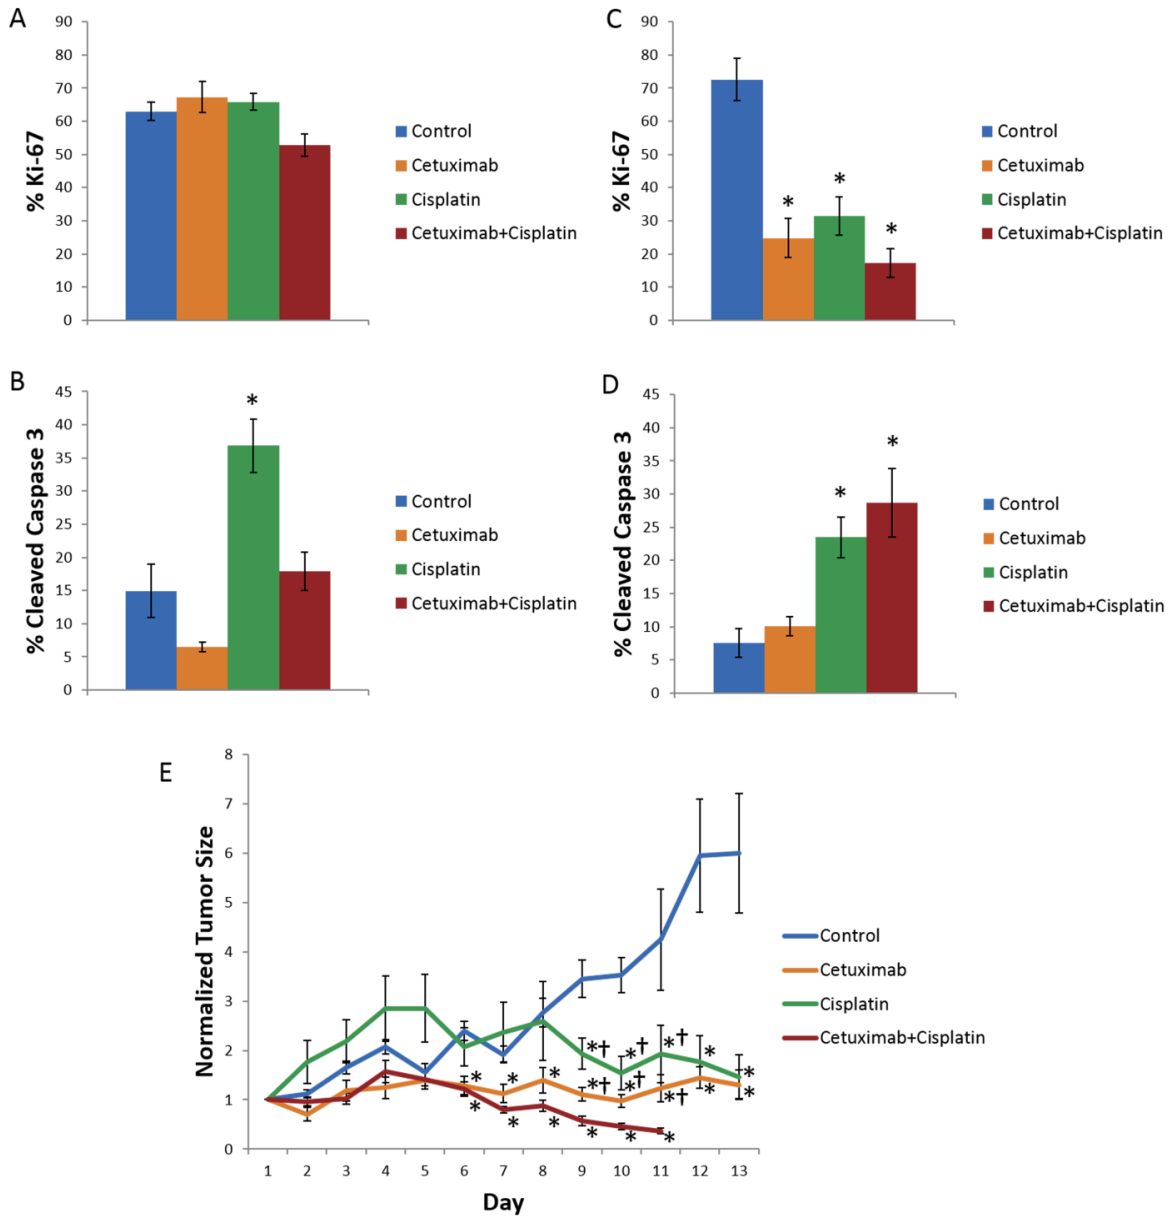 A
90
80
70
60
50
40
30
20
10
0
% Ki-67
Control
Cetuximab
Cisplatin
Cetuximab+Cisplatin
C
90
80
70
60
50
40
30
20
10
0
% Ki-67
*
*
*
Control
Cetuximab
Cisplatin
Cetuximab+Cisplatin
B
45
40
35
30
25
20
15
10
5
0
% Cleaved Caspase 3
*
Control
Cetuximab
Cisplatin
Cetuximab+Cisplatin
D
45
40
35
30
25
20
15
10
5
0
% Cleaved Caspase 3
*
*
Control
Cetuximab
Cisplatin
Cetuximab+Cisplatin
E
8
7
6
5
4
3
2
1
0
Normalized Tumor Size
*† *† *† * *
* * * *† *† *† * *
* * * * * *
1 2 3 4 5 6 7 8 9 10 11 12 13
Day
Control
Cetuximab
Cisplatin
Cetuximab+Cisplatin